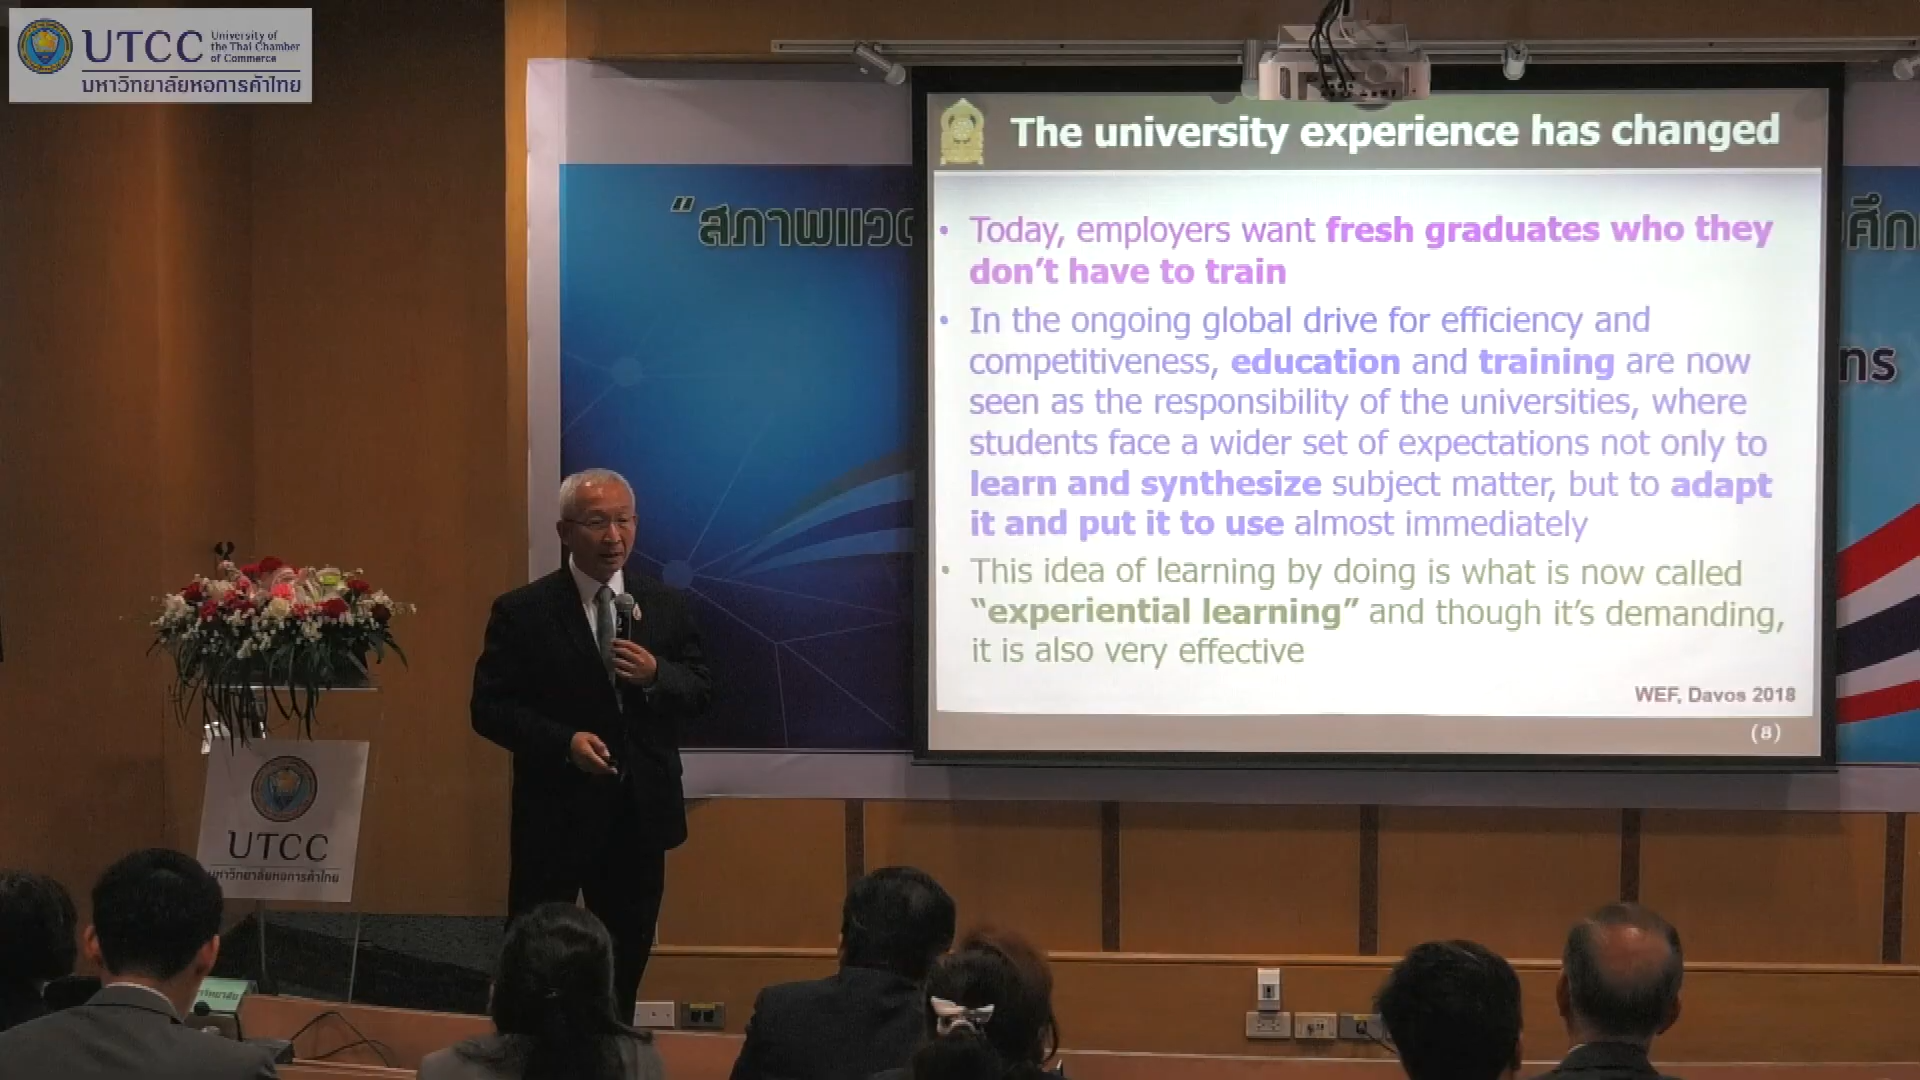 UTCC
University of
the Thai Chamber
of Commerce
มหาวิทยาลัยหอการค้าไทย
The university experience has changed
“สภาพแวด
• Today, employers want fresh graduates who they
don’t have to train
• In the ongoing global drive for efficiency and
competitiveness, education and training are now
seen as the responsibility of the universities, where
students face a wider set of expectations not only to
learn and synthesize subject matter, but to adapt
it and put it to use almost immediately
• This idea of learning by doing is what is now called
“experiential learning” and though it’s demanding,
it is also very effective
WEF, Davos 2018
(8)
UTCC
มหาวิทยาลัยหอการค้าไทย